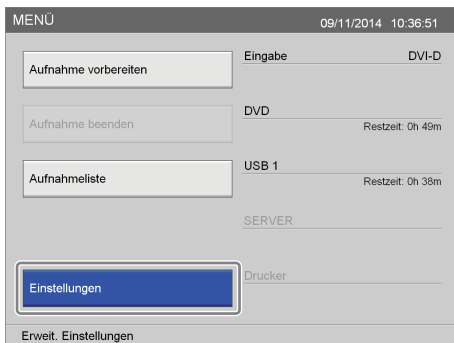 MENÜ 09/11/2014 10:36:51
Aufnahme vorbereiten
Aufnahme beenden
Aufnahmeliste
Einstellungen
Eingabe DVI-D
DVD
Restzeit: 0h 49m
USB 1
Restzeit: 0h 38m
SERVER
Drucker
Erweit. Einstellungen